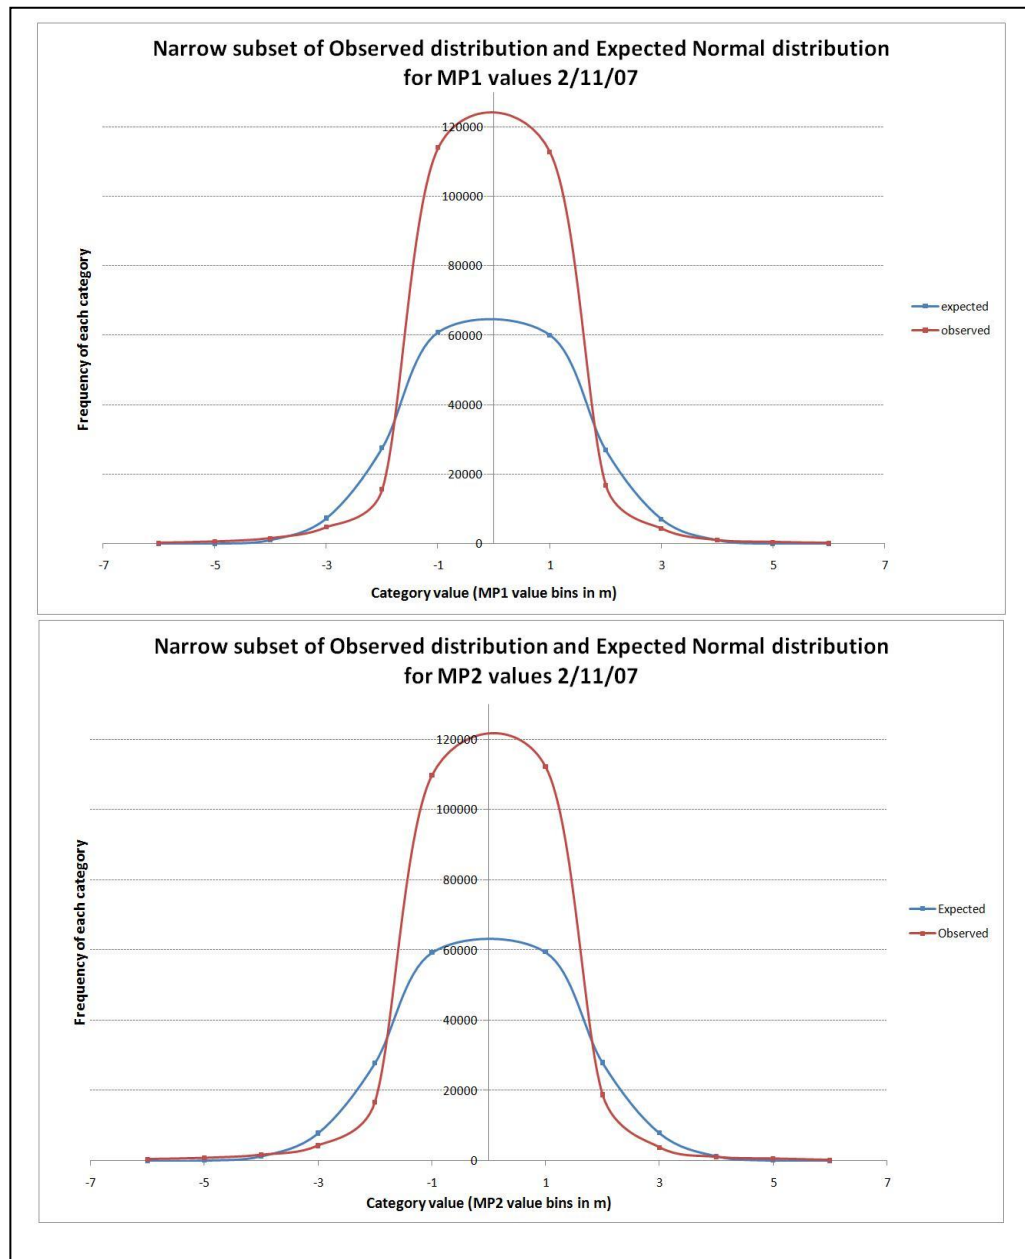 Narrow subset of Observed distribution and Expected Normal distribution
for MP1 values 2/11/07
120000
100000
80000
60000
40000
20000
0
-7 -5 -3 -1 1 3 5 7
Frequency of each category
Category value (MP1 value bins in m)
expected
observed
Narrow subset of Observed distribution and Expected Normal distribution
for MP2 values 2/11/07
120000
100000
80000
60000
40000
20000
0
-7 -5 -3 -1 1 3 5 7
Frequency of each category
Category value (MP2 value bins in m)
Expected
Observed